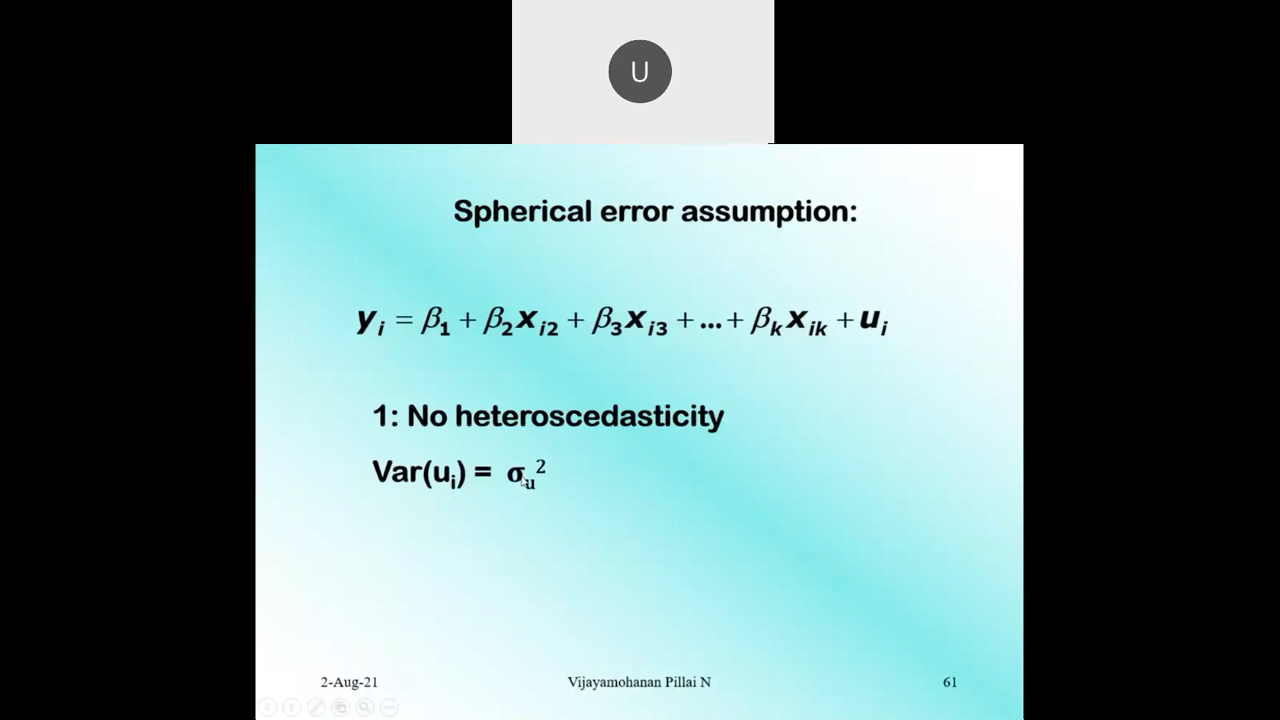 U
Spherical error assumption:
yᵢ = β₁ + β₂xᵢ₂ + β₃xᵢ₃ + ... + βₖxᵢₖ + uᵢ
1: No heteroscedasticity
Var(uᵢ) = σᵤ²
2-Aug-21 Vijayamohanan Pillai N 61